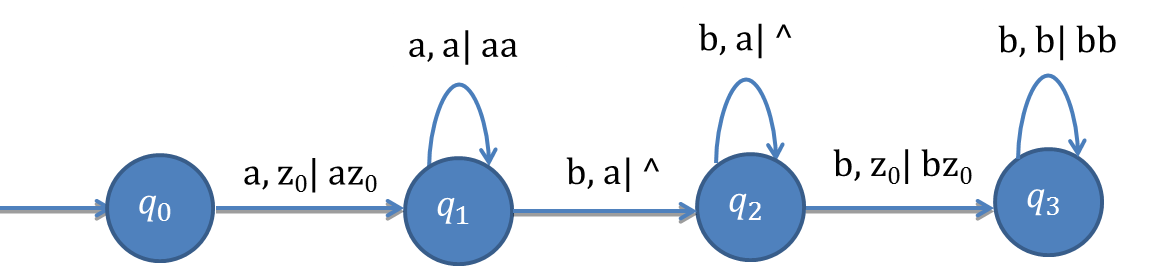 a, a| aa
b, a| ^
b, b| bb
a, z₀| az₀
b, a| ^
b, z₀| bz₀
q₀
q₁
q₂
q₃